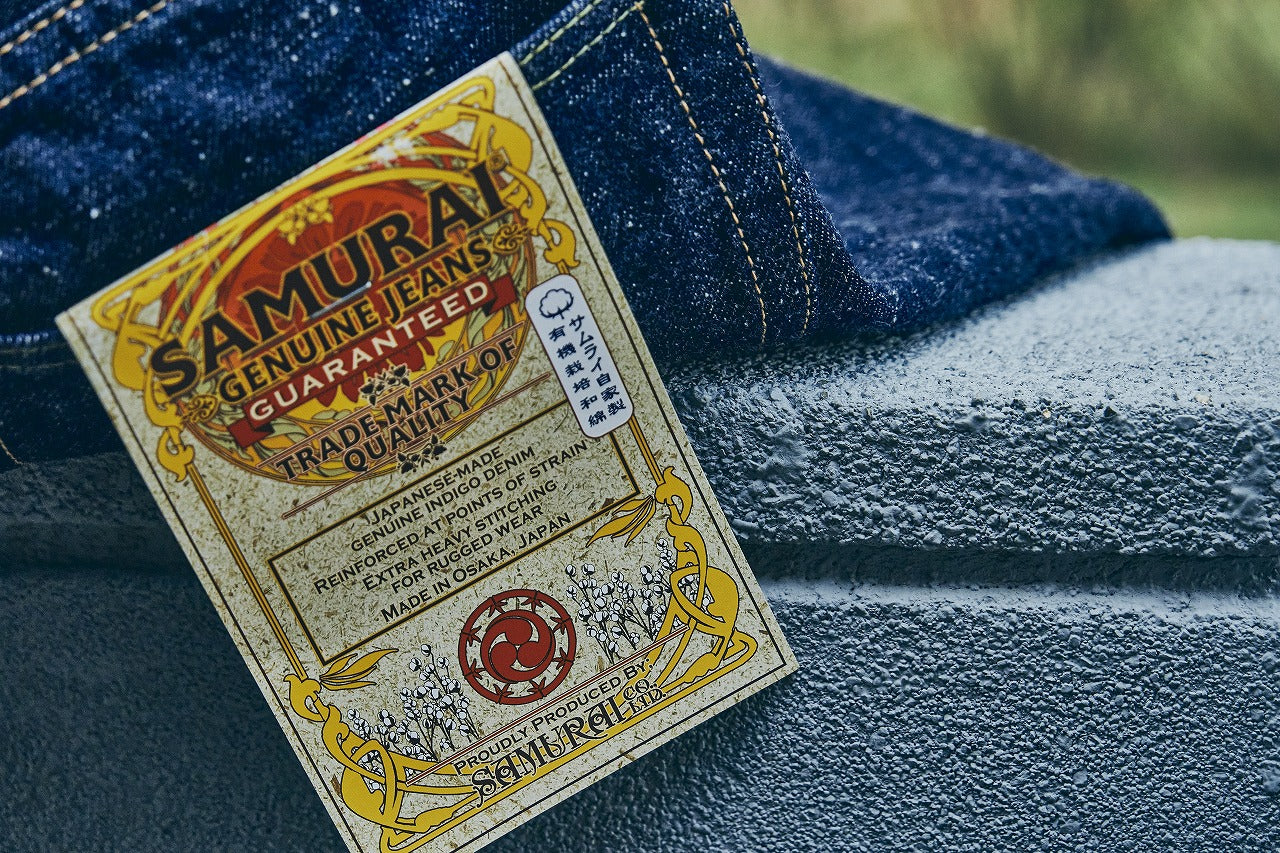 SAMURAI
GENUINE JEANS
GUARANTEED
TRADE MARK OF
QUALITY
サムライ自家製
有機栽培和綿
JAPANESE-MADE
GENUINE INDIGO DENIM
REINFORCED AT POINTS OF STRAIN
EXTRA HEAVY STITCHING
FOR RUGGED WEAR
MADE IN OSAKA, JAPAN
PROUDLY PRODUCED BY
SAMURAI CO. LTD.